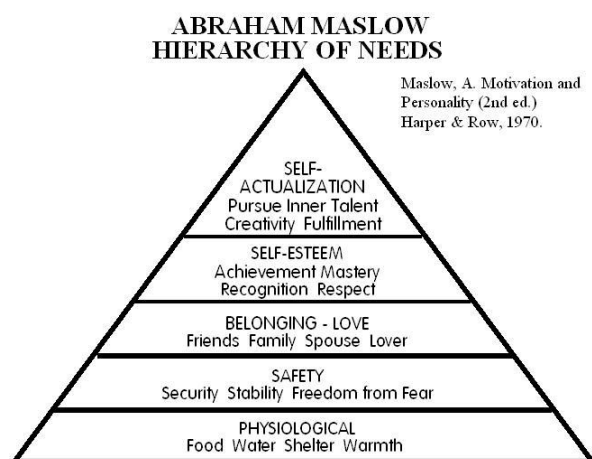 ABRAHAM MASLOW
HIERARCHY OF NEEDS
Maslow, A. Motivation and
Personality (2nd ed.)
Harper & Row, 1970.
SELF-
ACTUALIZATION
Pursue Inner Talent
Creativity Fulfillment
SELF-ESTEEM
Achievement Mastery
Recognition Respect
BELONGING - LOVE
Friends Family Spouse Lover
SAFETY
Security Stability Freedom from Fear
PHYSIOLOGICAL
Food Water Shelter Warmth